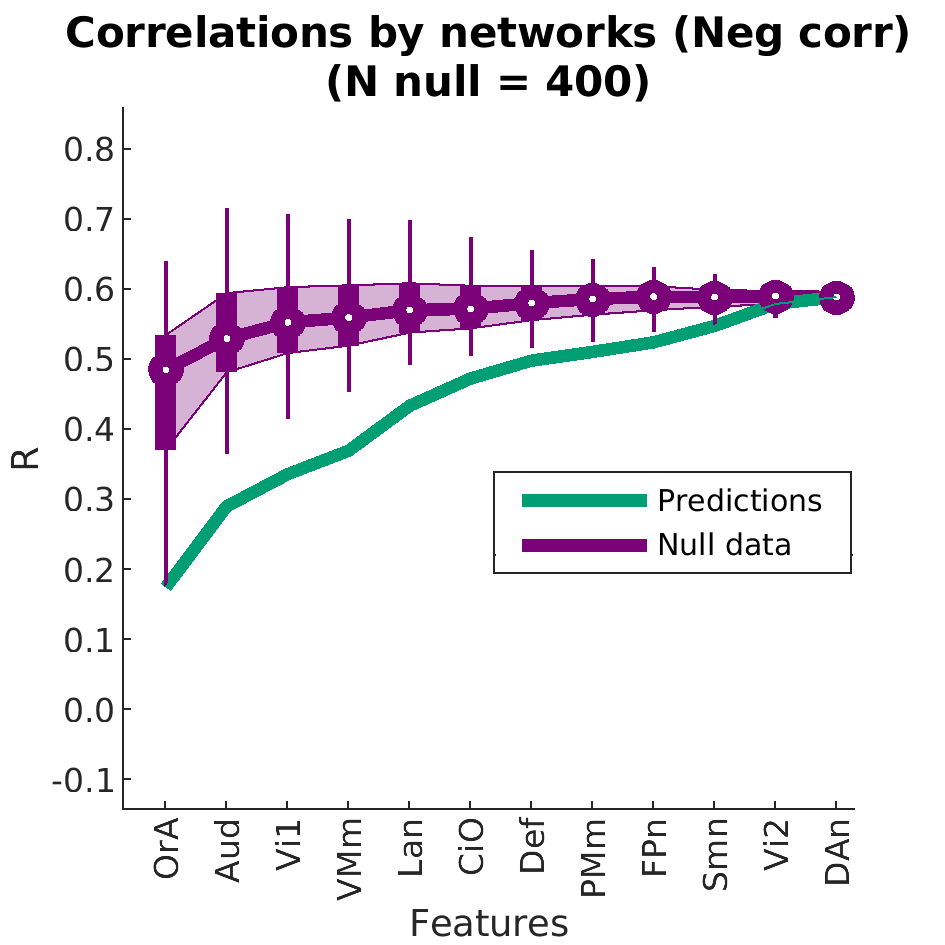 Correlations by networks (Neg corr)
(N null = 400)
0.8
0.7
0.6
0.5
0.4
0.3
0.2
0.1
0.0
-0.1
R
Predictions
Null data
OrA
Aud
Vi1
VMm
Lan
CiO
Def
PMm
FPn
Smn
Vi2
DAn
Features